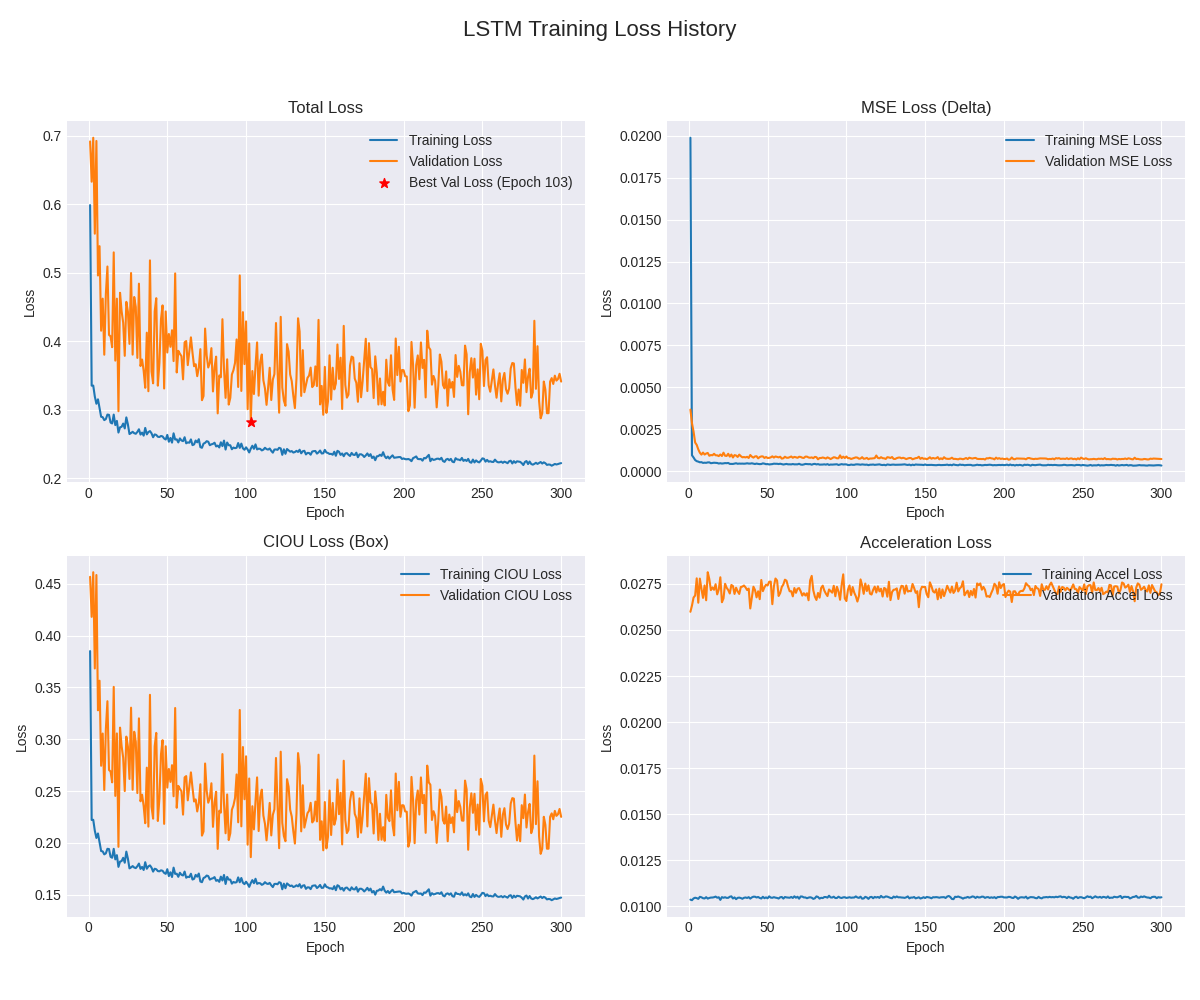 LSTM Training Loss History
Total Loss
Training Loss
Validation Loss
Best Val Loss (Epoch 103)
0.7
0.6
0.5
0.4
0.3
0.2
Loss
0 50 100 150 200 250 300
Epoch
MSE Loss (Delta)
Training MSE Loss
Validation MSE Loss
0.0200
0.0175
0.0150
0.0125
0.0100
0.0075
0.0050
0.0025
0.0000
Loss
0 50 100 150 200 250 300
Epoch
CIOU Loss (Box)
Training CIOU Loss
Validation CIOU Loss
0.45
0.40
0.35
0.30
0.25
0.20
0.15
Loss
0 50 100 150 200 250 300
Epoch
Acceleration Loss
Training Accel Loss
Validation Accel Loss
0.0275
0.0250
0.0225
0.0200
0.0175
0.0150
0.0125
0.0100
Loss
0 50 100 150 200 250 300
Epoch